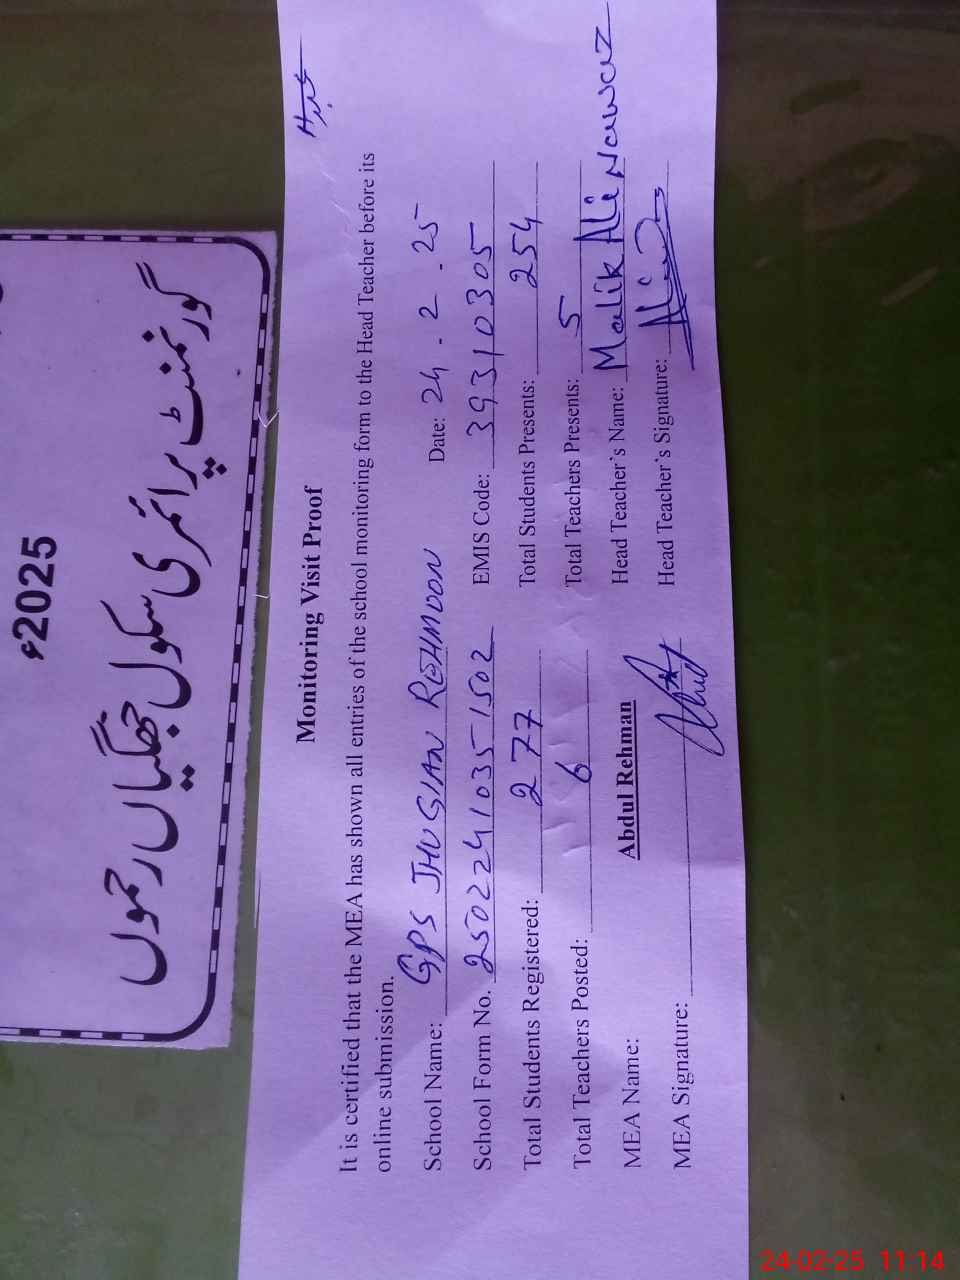 2025ء
گورنمنٹ پرائمری سکول جھگیاں رحموں
Monitoring Visit Proof
It is certified that the MEA has shown all entries of the school monitoring form to the Head Teacher before its
online submission.
School Name: GPS JHUGIAN REHMOON Date: 24 . 2 . 25
School Form No. 25022410351502 EMIS Code: 39310305
Total Students Registered: 277 Total Students Presents: 254
Total Teachers Posted: 6 Total Teachers Presents: 5
MEA Name: Abdul Rehman Head Teacher's Name: Malik Ali Nawaz
MEA Signature: Head Teacher's Signature:
24-02-25 11:14